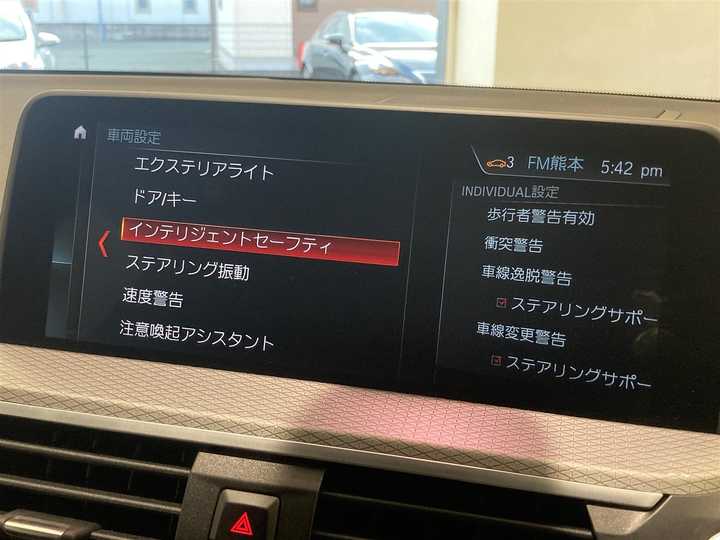 車両設定
エクステリアライト
ドア/キー
インテリジェントセーフティ
ステアリング振動
速度警告
注意喚起アシスタント
3 FM熊本 5:42 pm
INDIVIDUAL設定
歩行者警告有効
衝突警告
車線逸脱警告
ステアリングサポー
車線変更警告
ステアリングサポー